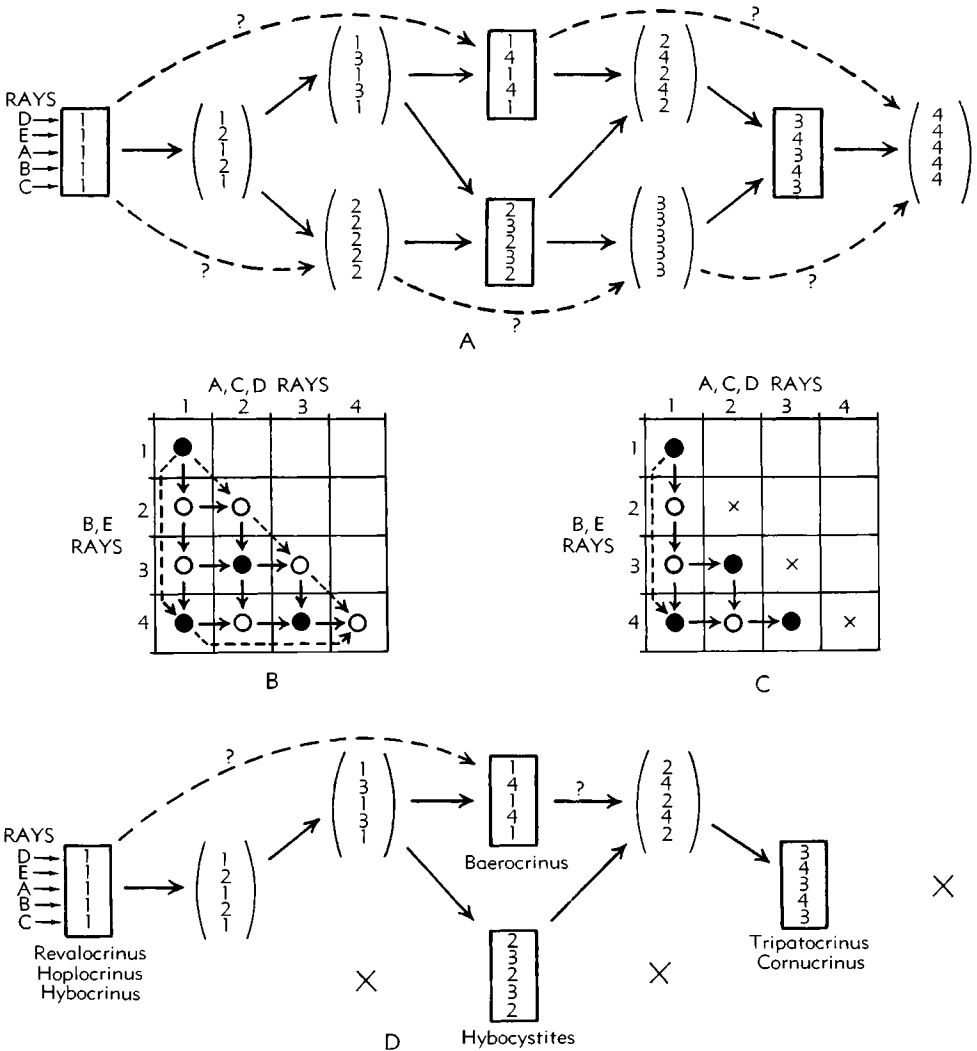 ?
?
1
3
1
3
1
1
4
1
4
1
2
4
2
4
2
RAYS
D 1
E 1
A 1
B 1
C 1
1
2
1
2
1
3
4
3
4
3
4
4
4
4
4
2
2
2
2
2
2
3
2
3
2
3
3
3
3
3
?
?
?
A
A, C, D RAYS
1 2 3 4
1
2
3
4
B, E
RAYS
B
A, C, D RAYS
1 2 3 4
1
2
3
4
B, E
RAYS
C
?
1
3
1
3
1
1
4
1
4
1
Baerocrinus
?
2
4
2
4
2
RAYS
D 1
E 1
A 1
B 1
C 1
Revalocrinus
Hoplocrinus
Hybocrinus
1
2
1
2
1
3
4
3
4
3
Tripatocrinus
Cornucrinus
2
3
2
3
2
Hybocystites
D